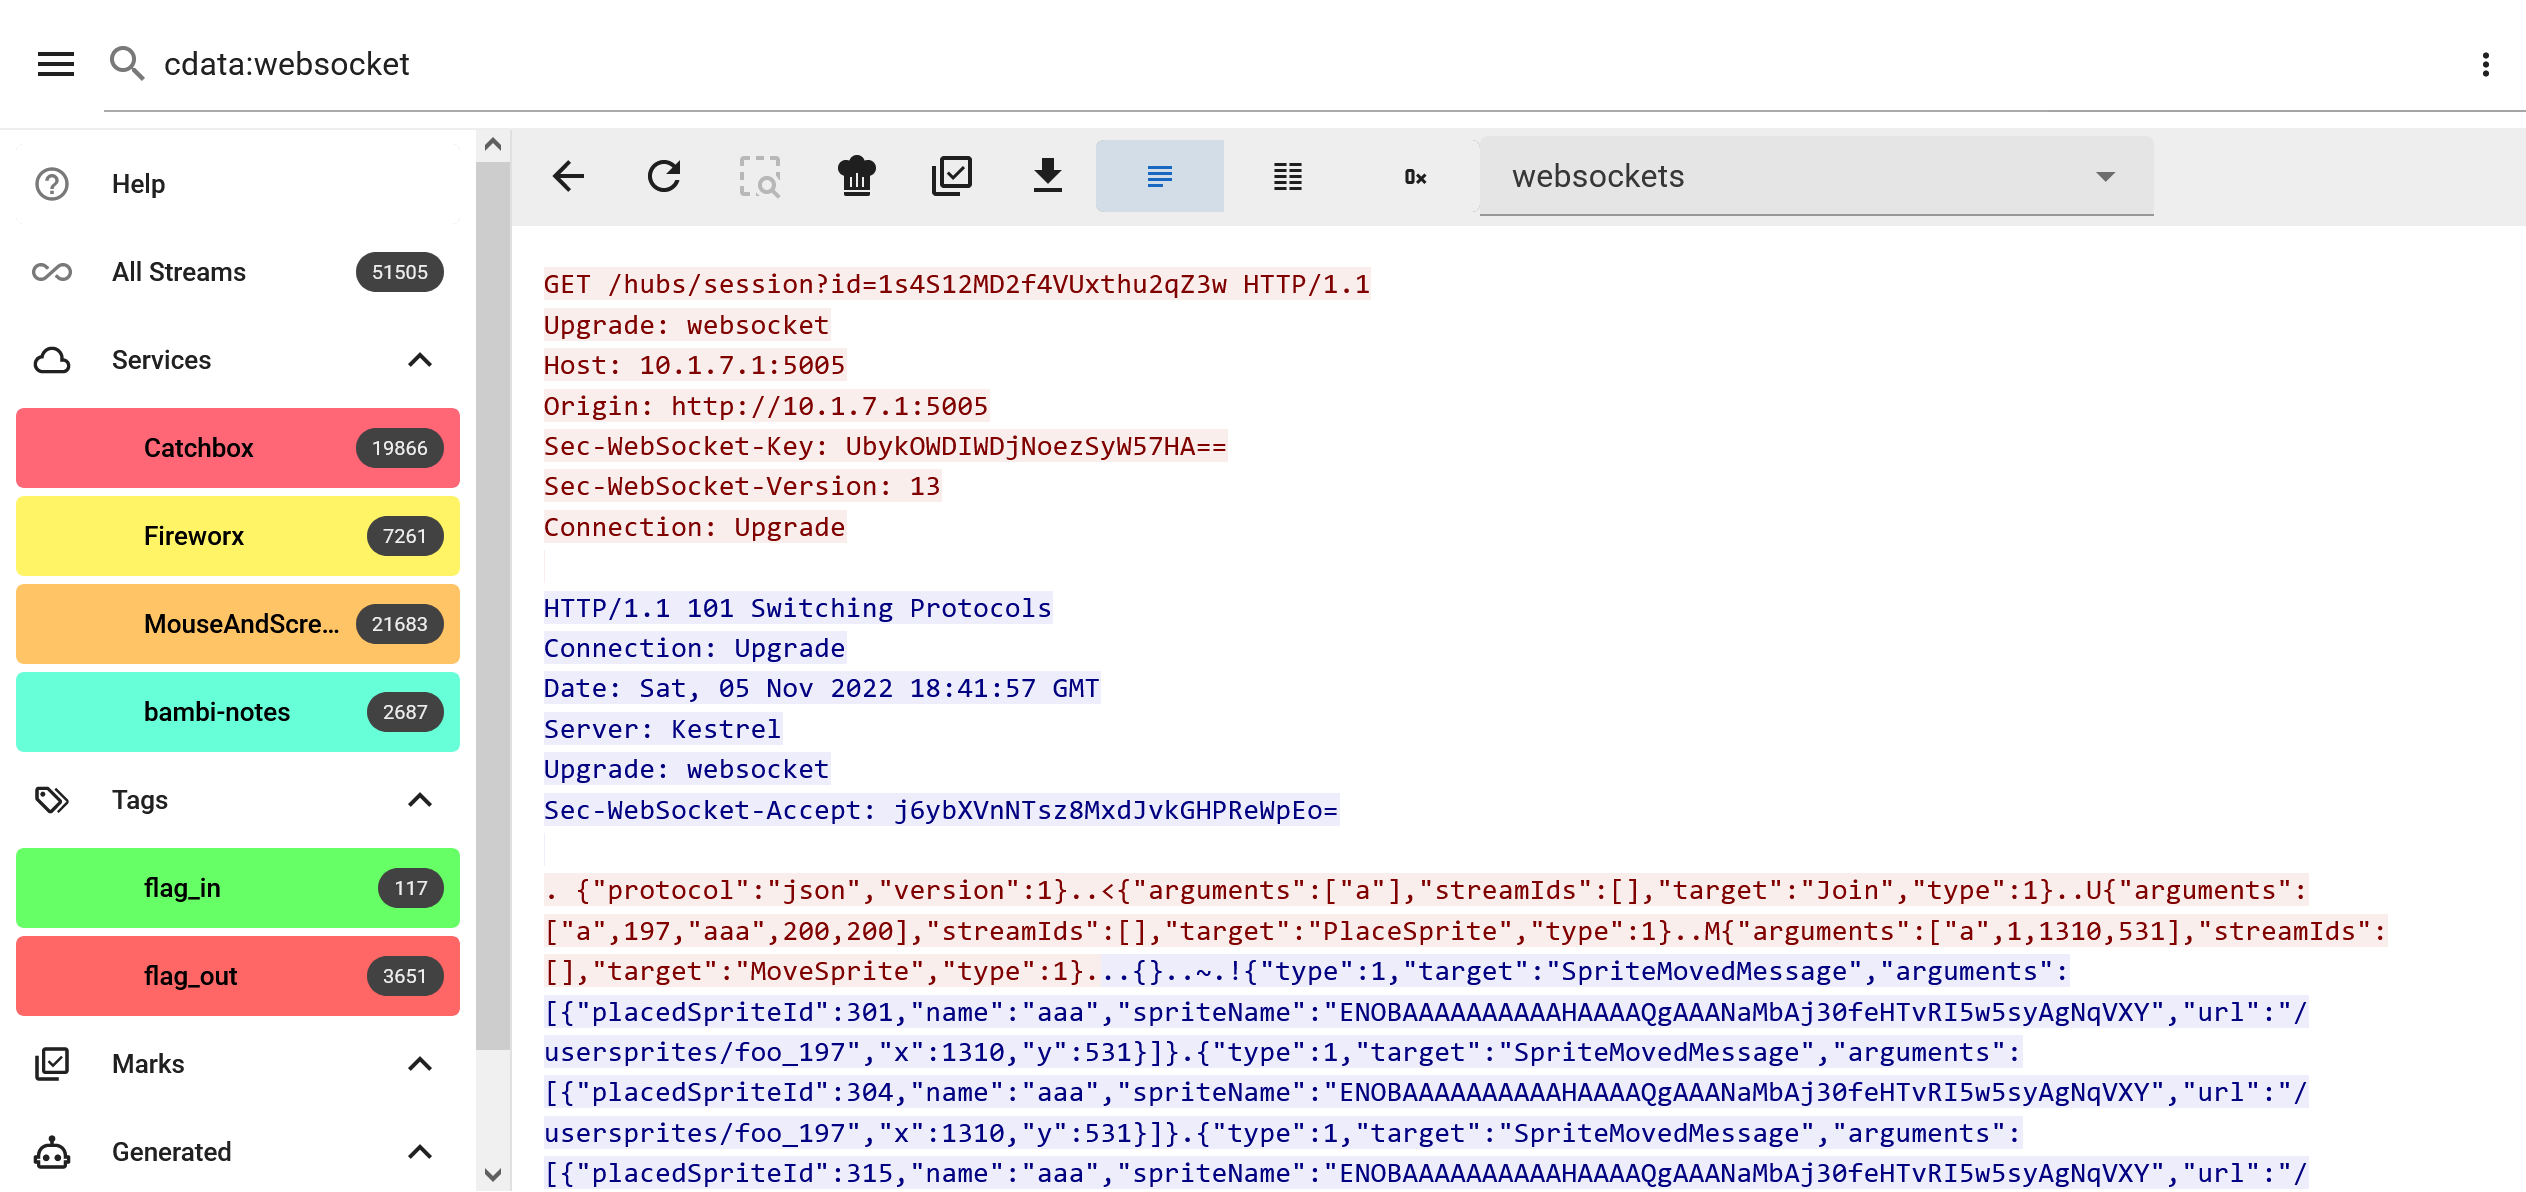 cdata:websocket
Help
All Streams 51505
Services
Catchbox 19866
Fireworx 7261
MouseAndScre... 21683
bambi-notes 2687
Tags
flag_in 117
flag_out 3651
Marks
Generated
0x
websockets
GET /hubs/session?id=1s4S12MD2f4VUxthu2qZ3w HTTP/1.1
Upgrade: websocket
Host: 10.1.7.1:5005
Origin: http://10.1.7.1:5005
Sec-WebSocket-Key: UbykOWDIWDjNoezSyW57HA==
Sec-WebSocket-Version: 13
Connection: Upgrade
HTTP/1.1 101 Switching Protocols
Connection: Upgrade
Date: Sat, 05 Nov 2022 18:41:57 GMT
Server: Kestrel
Upgrade: websocket
Sec-WebSocket-Accept: j6ybXVnNTsz8MxdJvkGHPReWpEo=
. {"protocol":"json","version":1}..<{"arguments":["a"],"streamIds":[],"target":"Join","type":1}..U{"arguments":
["a",197,"aaa",200,200],"streamIds":[],"target":"PlaceSprite","type":1}..M{"arguments":["a",1,1310,531],"streamIds":
[],"target":"MoveSprite","type":1}...{}..~.!{"type":1,"target":"SpriteMovedMessage","arguments":
[{"placedSpriteId":301,"name":"aaa","spriteName":"ENOBAAAAAAAAAAHAAAAQgAAANaMbAj30feHTvRI5w5syAgNqVXY","url":"/
usersprites/foo_197","x":1310,"y":531}]}.{"type":1,"target":"SpriteMovedMessage","arguments":
[{"placedSpriteId":304,"name":"aaa","spriteName":"ENOBAAAAAAAAAAHAAAAQgAAANaMbAj30feHTvRI5w5syAgNqVXY","url":"/
usersprites/foo_197","x":1310,"y":531}]}.{"type":1,"target":"SpriteMovedMessage","arguments":
[{"placedSpriteId":315,"name":"aaa","spriteName":"ENOBAAAAAAAAAAHAAAAQgAAANaMbAj30feHTvRI5w5syAgNqVXY","url":"/